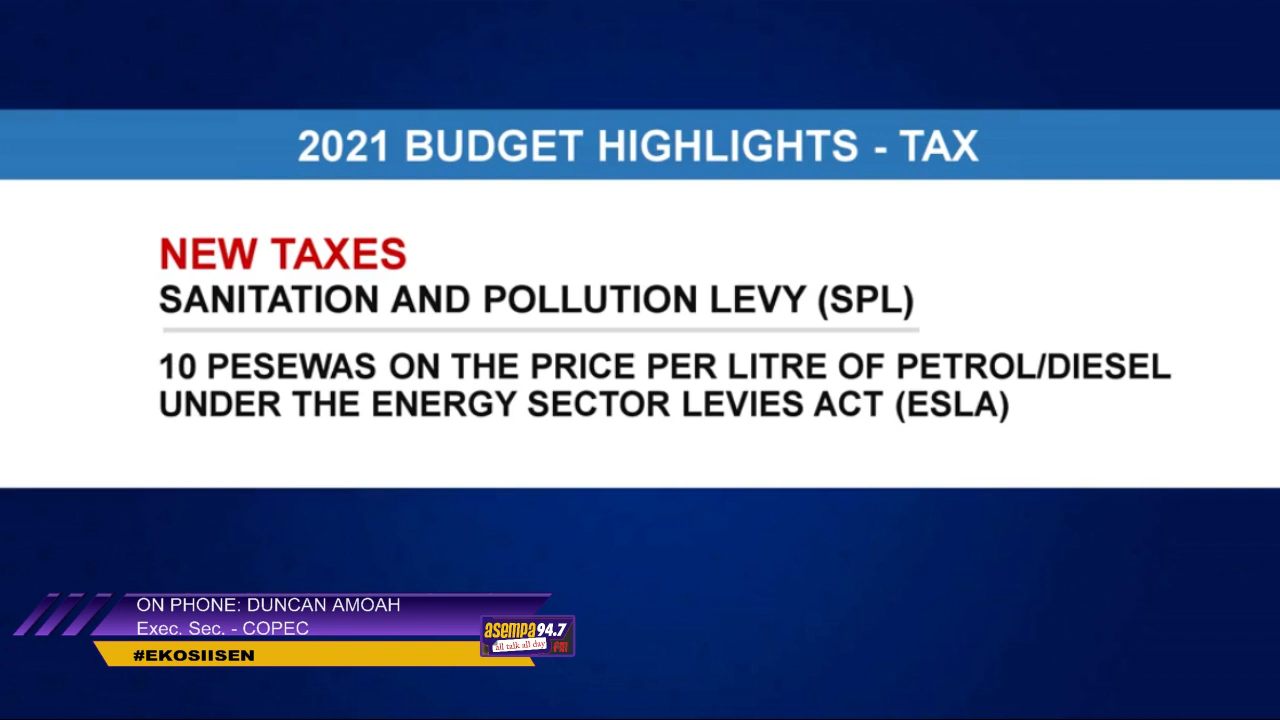 2021 BUDGET HIGHLIGHTS - TAX
NEW TAXES
SANITATION AND POLLUTION LEVY (SPL)
10 PESEWAS ON THE PRICE PER LITRE OF PETROL/DIESEL
UNDER THE ENERGY SECTOR LEVIES ACT (ESLA)
ON PHONE: DUNCAN AMOAH
Exec. Sec. - COPEC
#EKOSIISEN
asempa 94.7
all talk all day